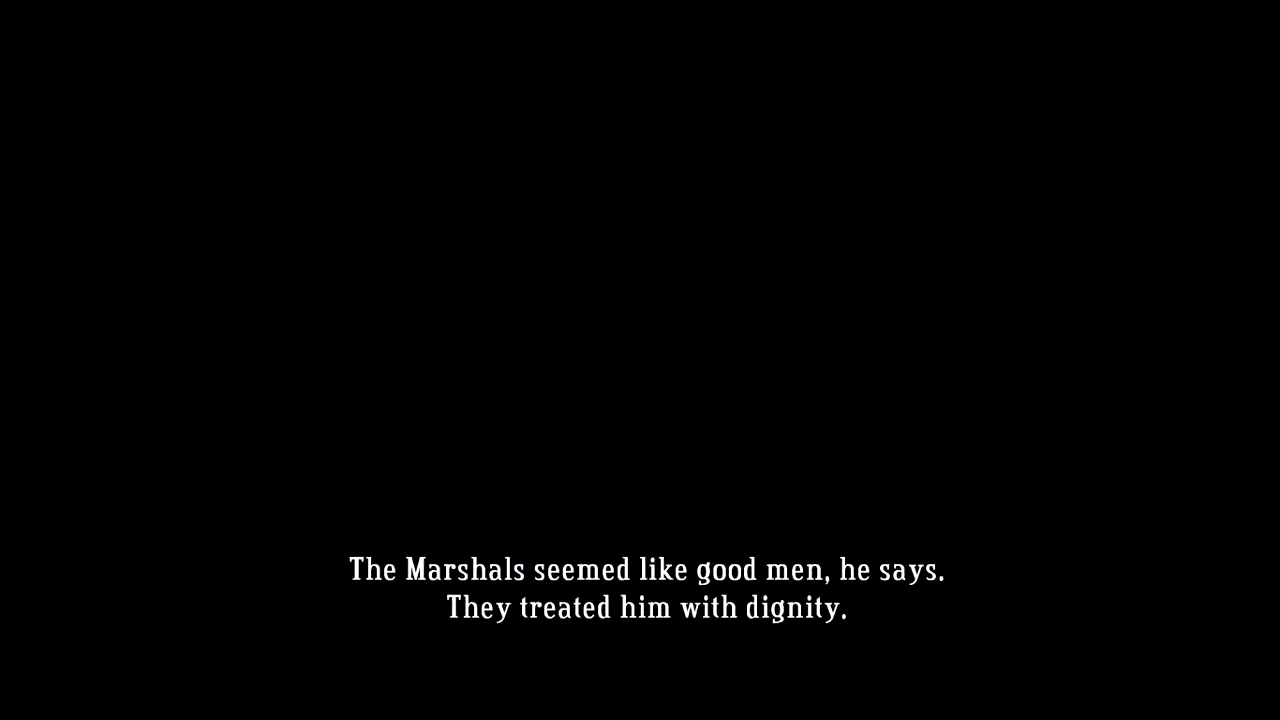 The Marshals seemed like good men, he says.
They treated him with dignity.